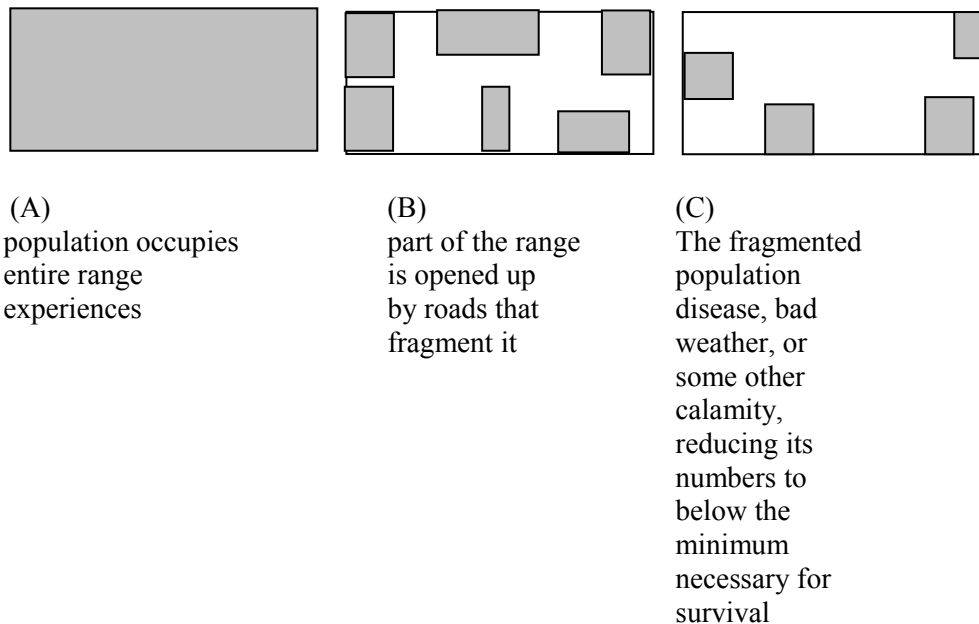 (A)
population occupies
entire range
experiences
(B)
part of the range
is opened up
by roads that
fragment it
(C)
The fragmented
population
disease, bad
weather, or
some other
calamity,
reducing its
numbers to
below the
minimum
necessary for
survival